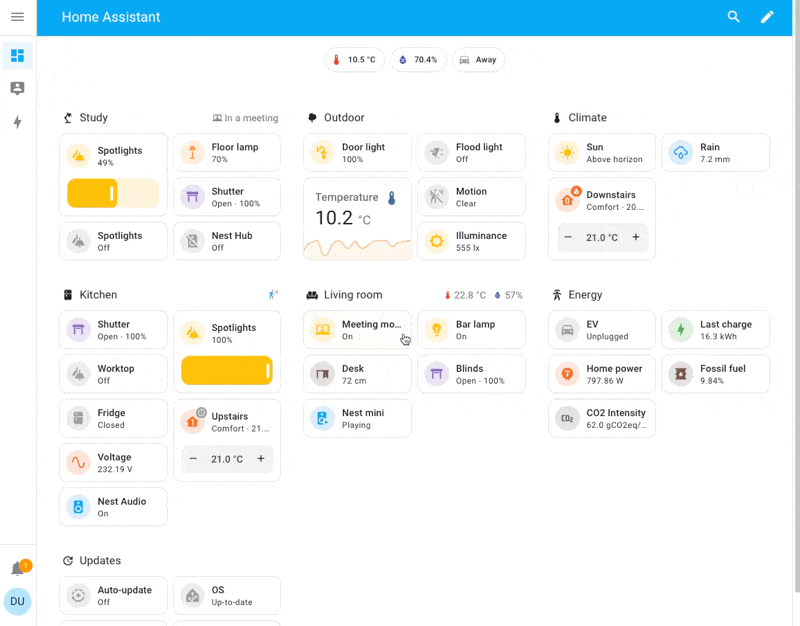 Home Assistant
10.5 °C
70.4%
Away
Study
In a meeting
Spotlights
49%
Floor lamp
70%
Shutter
Open · 100%
Spotlights
Off
Nest Hub
Off
Outdoor
Door light
100%
Flood light
Off
Temperature
10.2 °C
Motion
Clear
Illuminance
555 lx
Climate
Sun
Above horizon
Rain
7.2 mm
Downstairs
Comfort · 20....
− 21.0 °C +
Kitchen
Shutter
Open · 100%
Spotlights
100%
Worktop
Off
Fridge
Closed
Upstairs
Comfort · 21....
− 21.0 °C +
Voltage
232.19 V
Nest Audio
On
Living room
22.8 °C
57%
Meeting mo...
On
Bar lamp
On
Desk
72 cm
Blinds
Open · 100%
Nest mini
Playing
Energy
EV
Unplugged
Last charge
16.3 kWh
Home power
797.86 W
Fossil fuel
9.84%
CO2
CO2 Intensity
62.0 gCO2eq/...
Updates
Auto-update
Off
OS
Up-to-date
1
DU